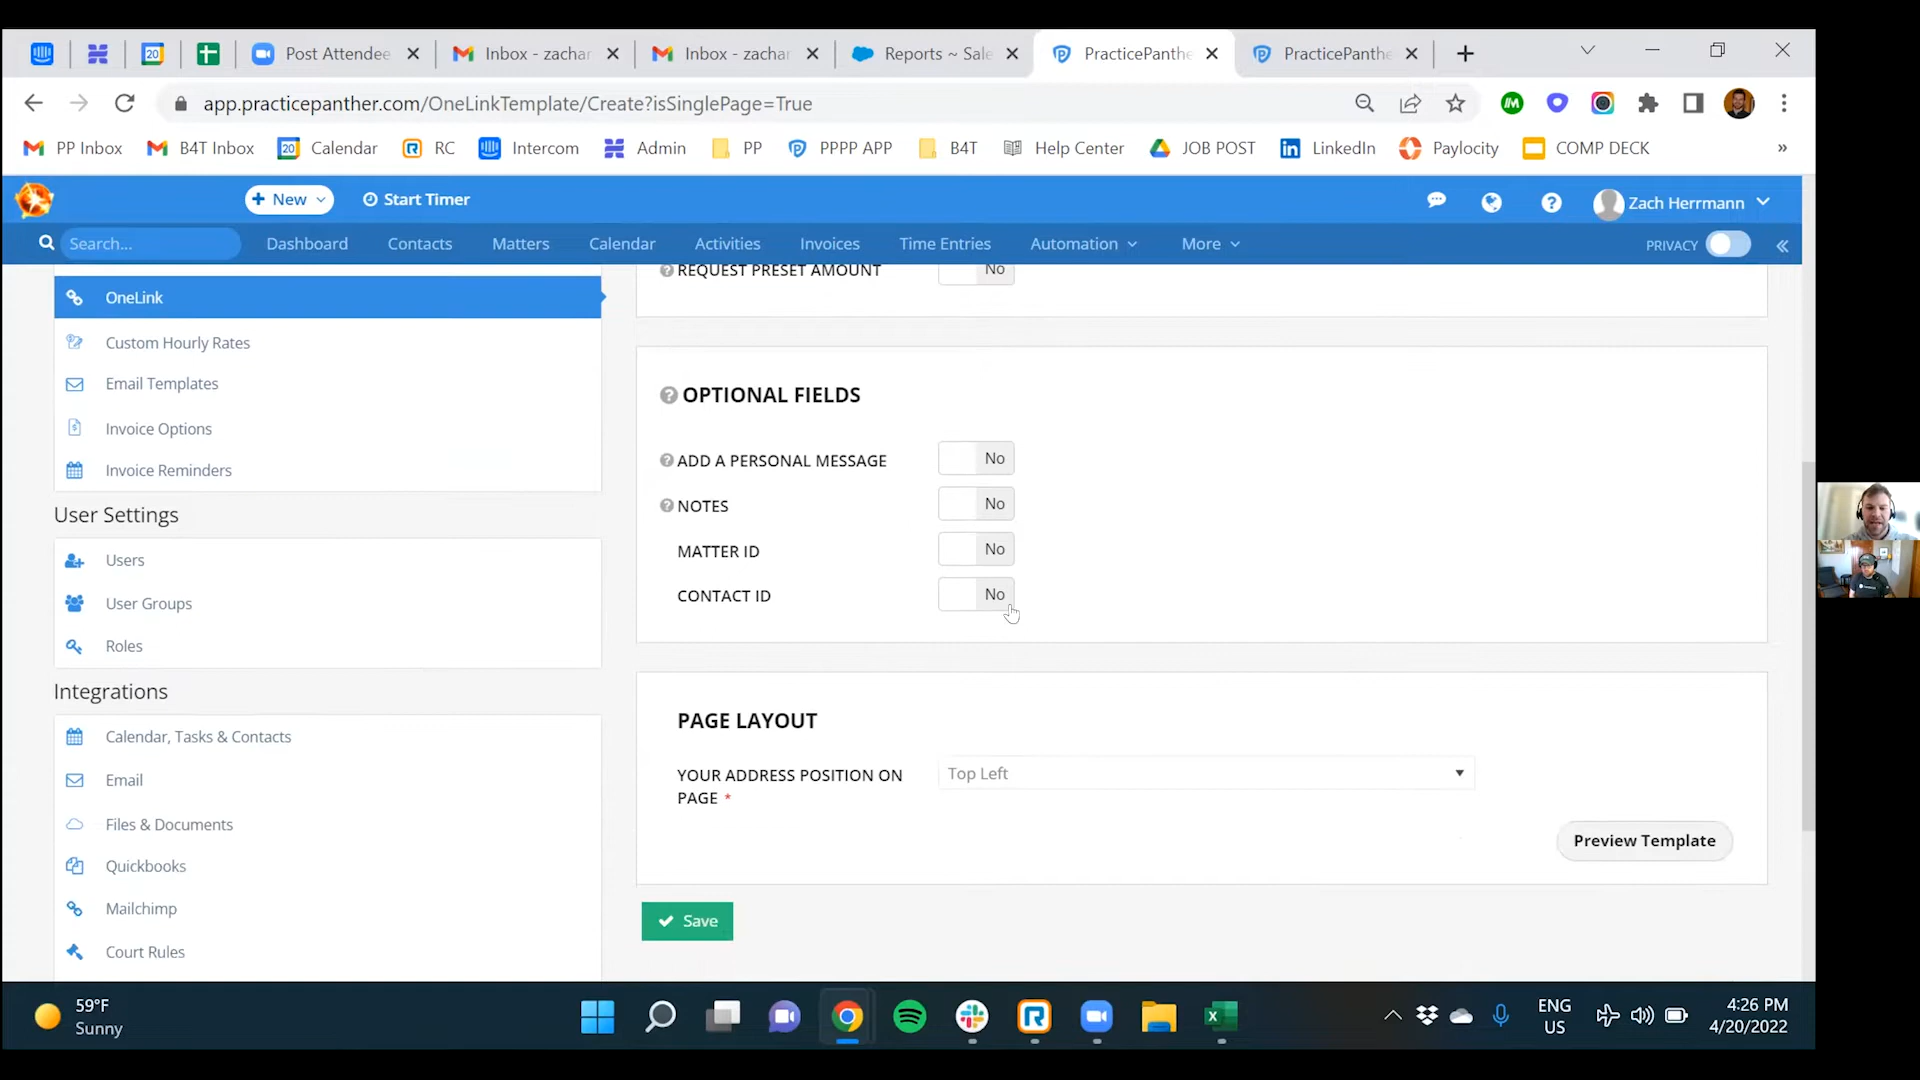 20
Post Attendee
Inbox - zachar
Inbox - zachar
Reports ~ Sale
PracticePanthe
PracticePanthe
app.practicepanther.com/OneLinkTemplate/Create?isSinglePage=True
PP Inbox
B4T Inbox
20
Calendar
RC
Intercom
Admin
PP
PPPP APP
B4T
Help Center
JOB POST
LinkedIn
Paylocity
COMP DECK
»
+ New
Start Timer
Zach Herrmann
Search...
Dashboard
Contacts
Matters
Calendar
Activities
Invoices
Time Entries
Automation
More
PRIVACY
OneLink
Custom Hourly Rates
Email Templates
Invoice Options
Invoice Reminders
User Settings
Users
User Groups
Roles
Integrations
Calendar, Tasks & Contacts
Email
Files & Documents
Quickbooks
Mailchimp
Court Rules
REQUEST PRESET AMOUNT
No
OPTIONAL FIELDS
ADD A PERSONAL MESSAGE
No
NOTES
No
MATTER ID
No
CONTACT ID
No
PAGE LAYOUT
YOUR ADDRESS POSITION ON
PAGE *
Top Left
Preview Template
Save
59°F
Sunny
ENG
US
4:26 PM
4/20/2022